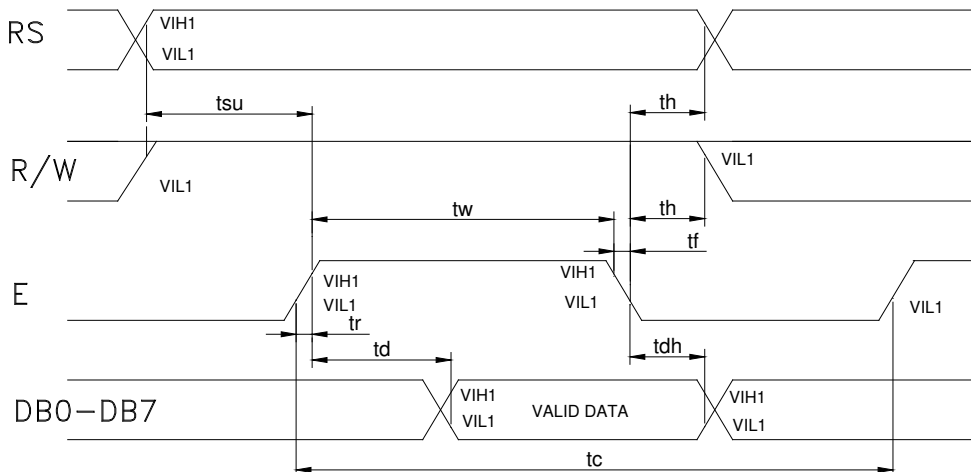 RS
VIH1
VIL1
tsu
th
R/W
VIL1
VIL1
tw
th
tf
E
VIH1
VIL1
VIH1
VIL1
VIL1
tr
td
tdh
DB0-DB7
VIH1
VIL1
VALID DATA
VIH1
VIL1
tc